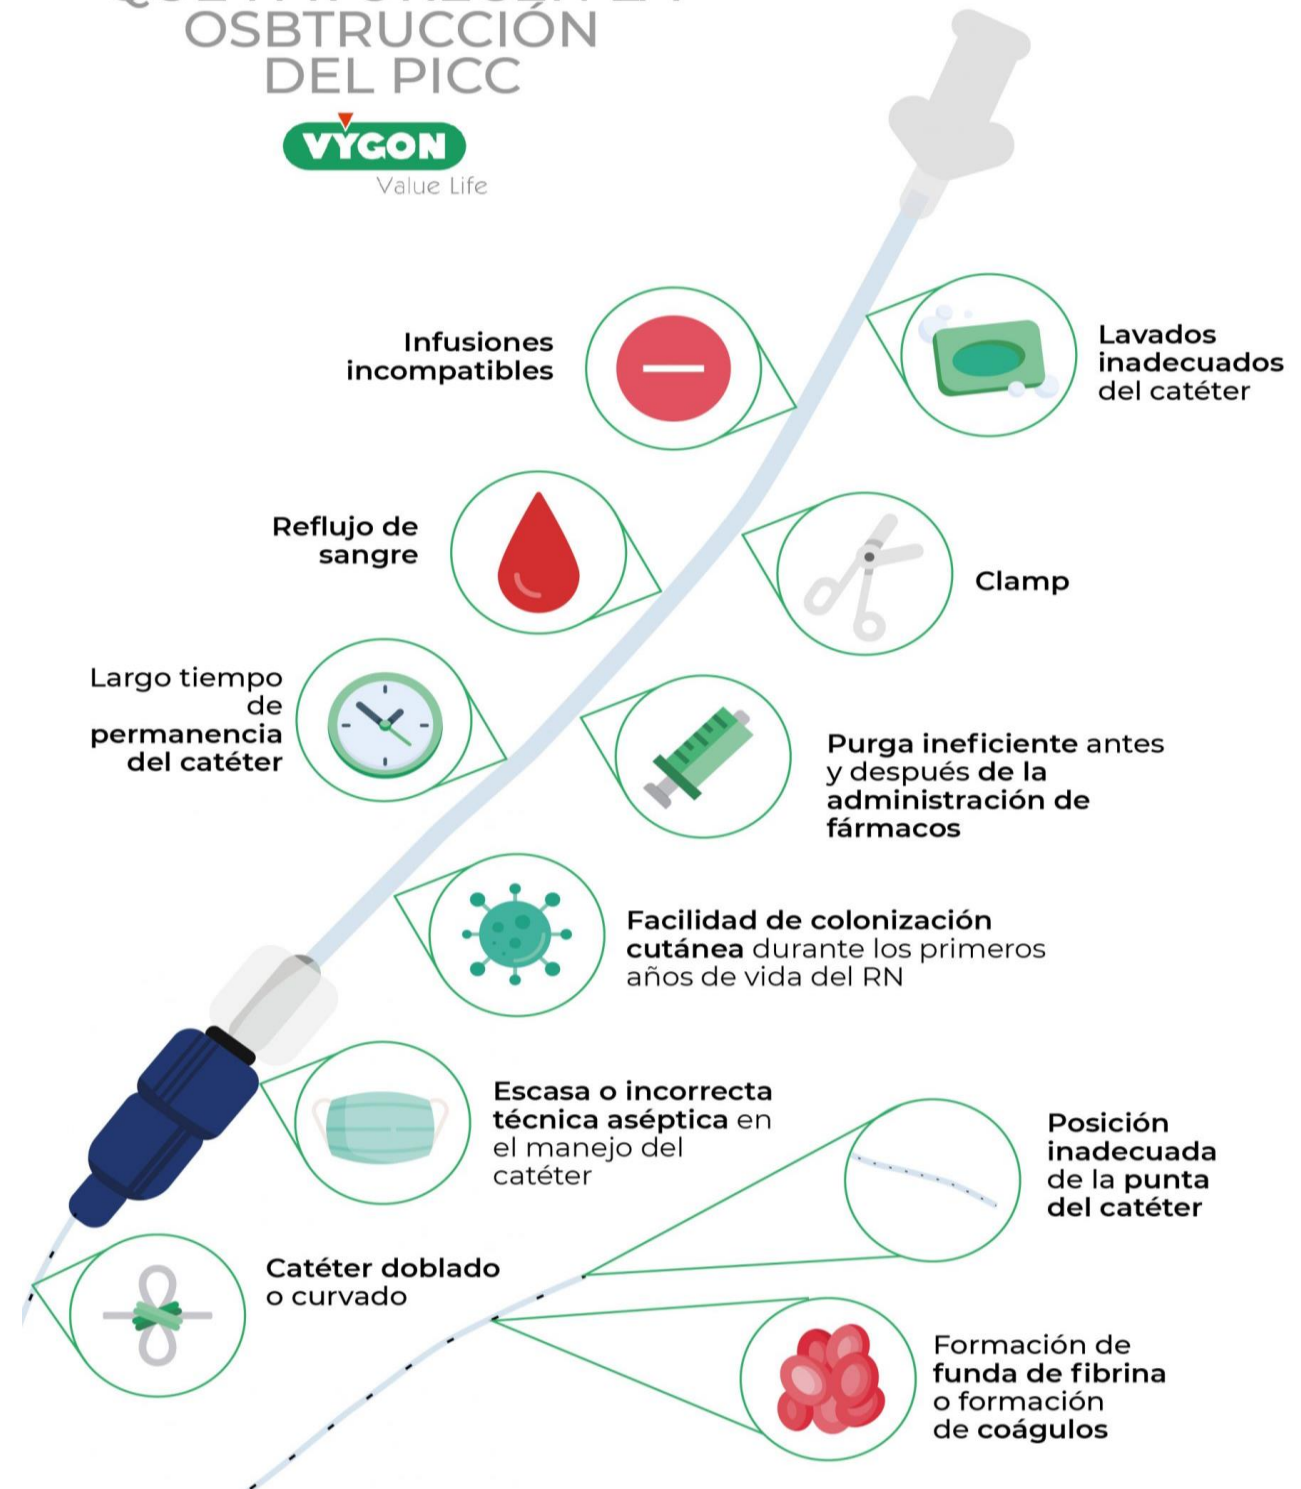 OSBTRUCCIÓN
DEL PICC
VYGON
Value Life
Infusiones
incompatibles
Lavados
inadecuados
del catéter
Reflujo de
sangre
Clamp
Largo tiempo
de
permanencia
del catéter
Purga ineficiente antes
y después de la
administración de
fármacos
Facilidad de colonización
cutánea durante los primeros
años de vida del RN
Escasa o incorrecta
técnica aséptica en
el manejo del
catéter
Posición
inadecuada
de la punta
del catéter
Catéter doblado
o curvado
Formación de
funda de fibrina
o formación
de coágulos